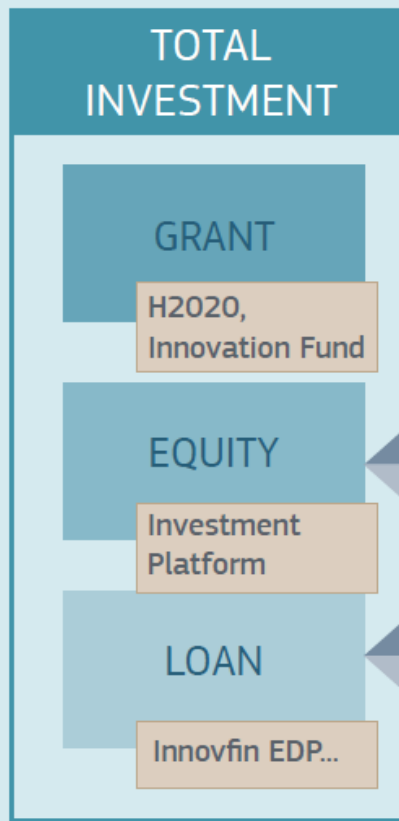 TOTAL
INVESTMENT
GRANT
H2020,
Innovation Fund
EQUITY
Investment
Platform
LOAN
Innovfin EDP...